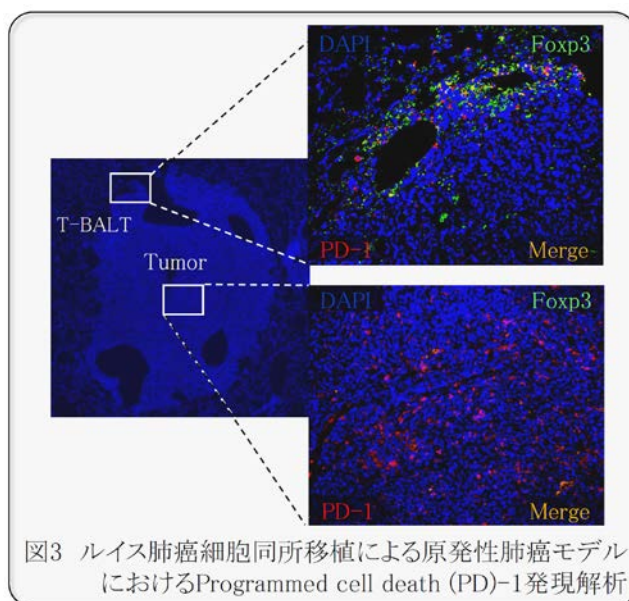 DAPI Foxp3
T-BALT
Tumor
PD-1 Merge
DAPI Foxp3
PD-1 Merge
図3 ルイス肺癌細胞同所移植による原発性肺癌モデル
におけるProgrammed cell death (PD)-1発現解析